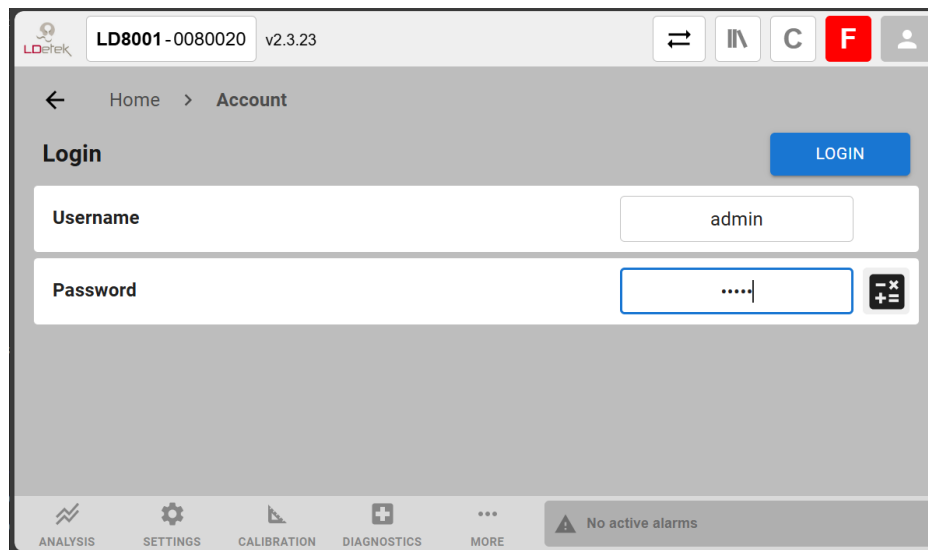 LDetek LD8001-0080020 v2.3.23 C F
Home > Account
Login LOGIN
Username admin
Password •••••
ANALYSIS SETTINGS CALIBRATION DIAGNOSTICS MORE No active alarms